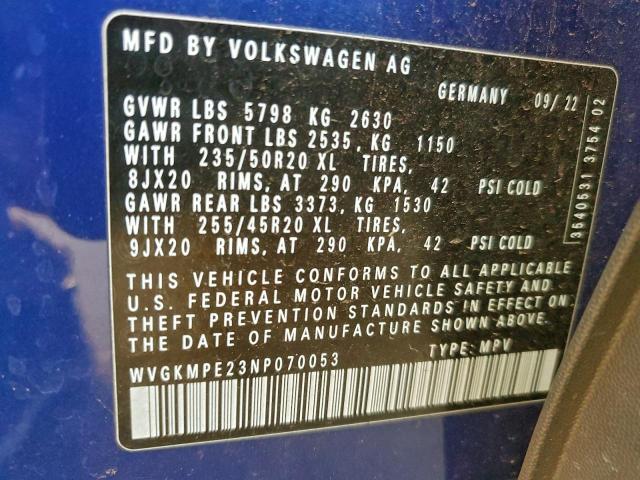 MFD BY VOLKSWAGEN AG
GERMANY 09/ 22
GVWR LBS 5798 KG 2630
GAWR FRONT LBS 2535, KG 1150
WITH 235/50R20 XL TIRES,
8JX20 RIMS, AT 290 KPA, 42 PSI COLD
GAWR REAR LBS 3373, KG 1530
WITH 255/45R20 XL TIRES,
9JX20 RIMS, AT 290 KPA, 42 PSI COLD
THIS VEHICLE CONFORMS TO ALL APPLICABLE
U.S. FEDERAL MOTOR VEHICLE SAFETY AND
THEFT PREVENTION STANDARDS IN EFFECT ON
THE DATE OF MANUFACTURE SHOWN ABOVE.
WVGKMPE23NP070053 TYPE: MPV
3540531 3754 02